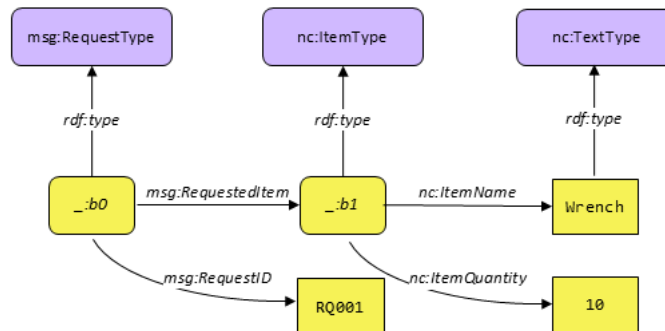 msg:RequestType
nc:ItemType
nc:TextType
rdf:type
rdf:type
rdf:type
_:b0
msg:RequestedItem
_:b1
nc:ItemName
Wrench
msg:RequestID
RQ001
nc:ItemQuantity
10